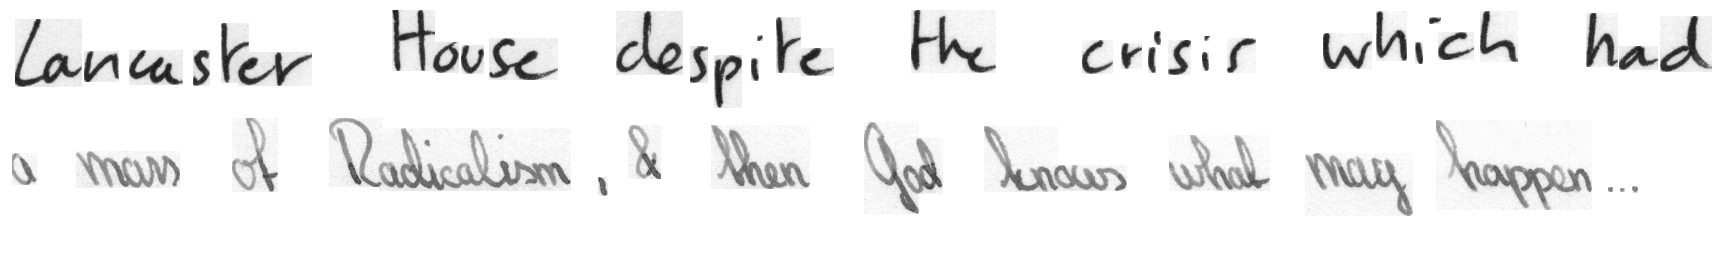 Lancaster House despite the crisis which had
a mass of Radicalism, & then God knows what may happen...